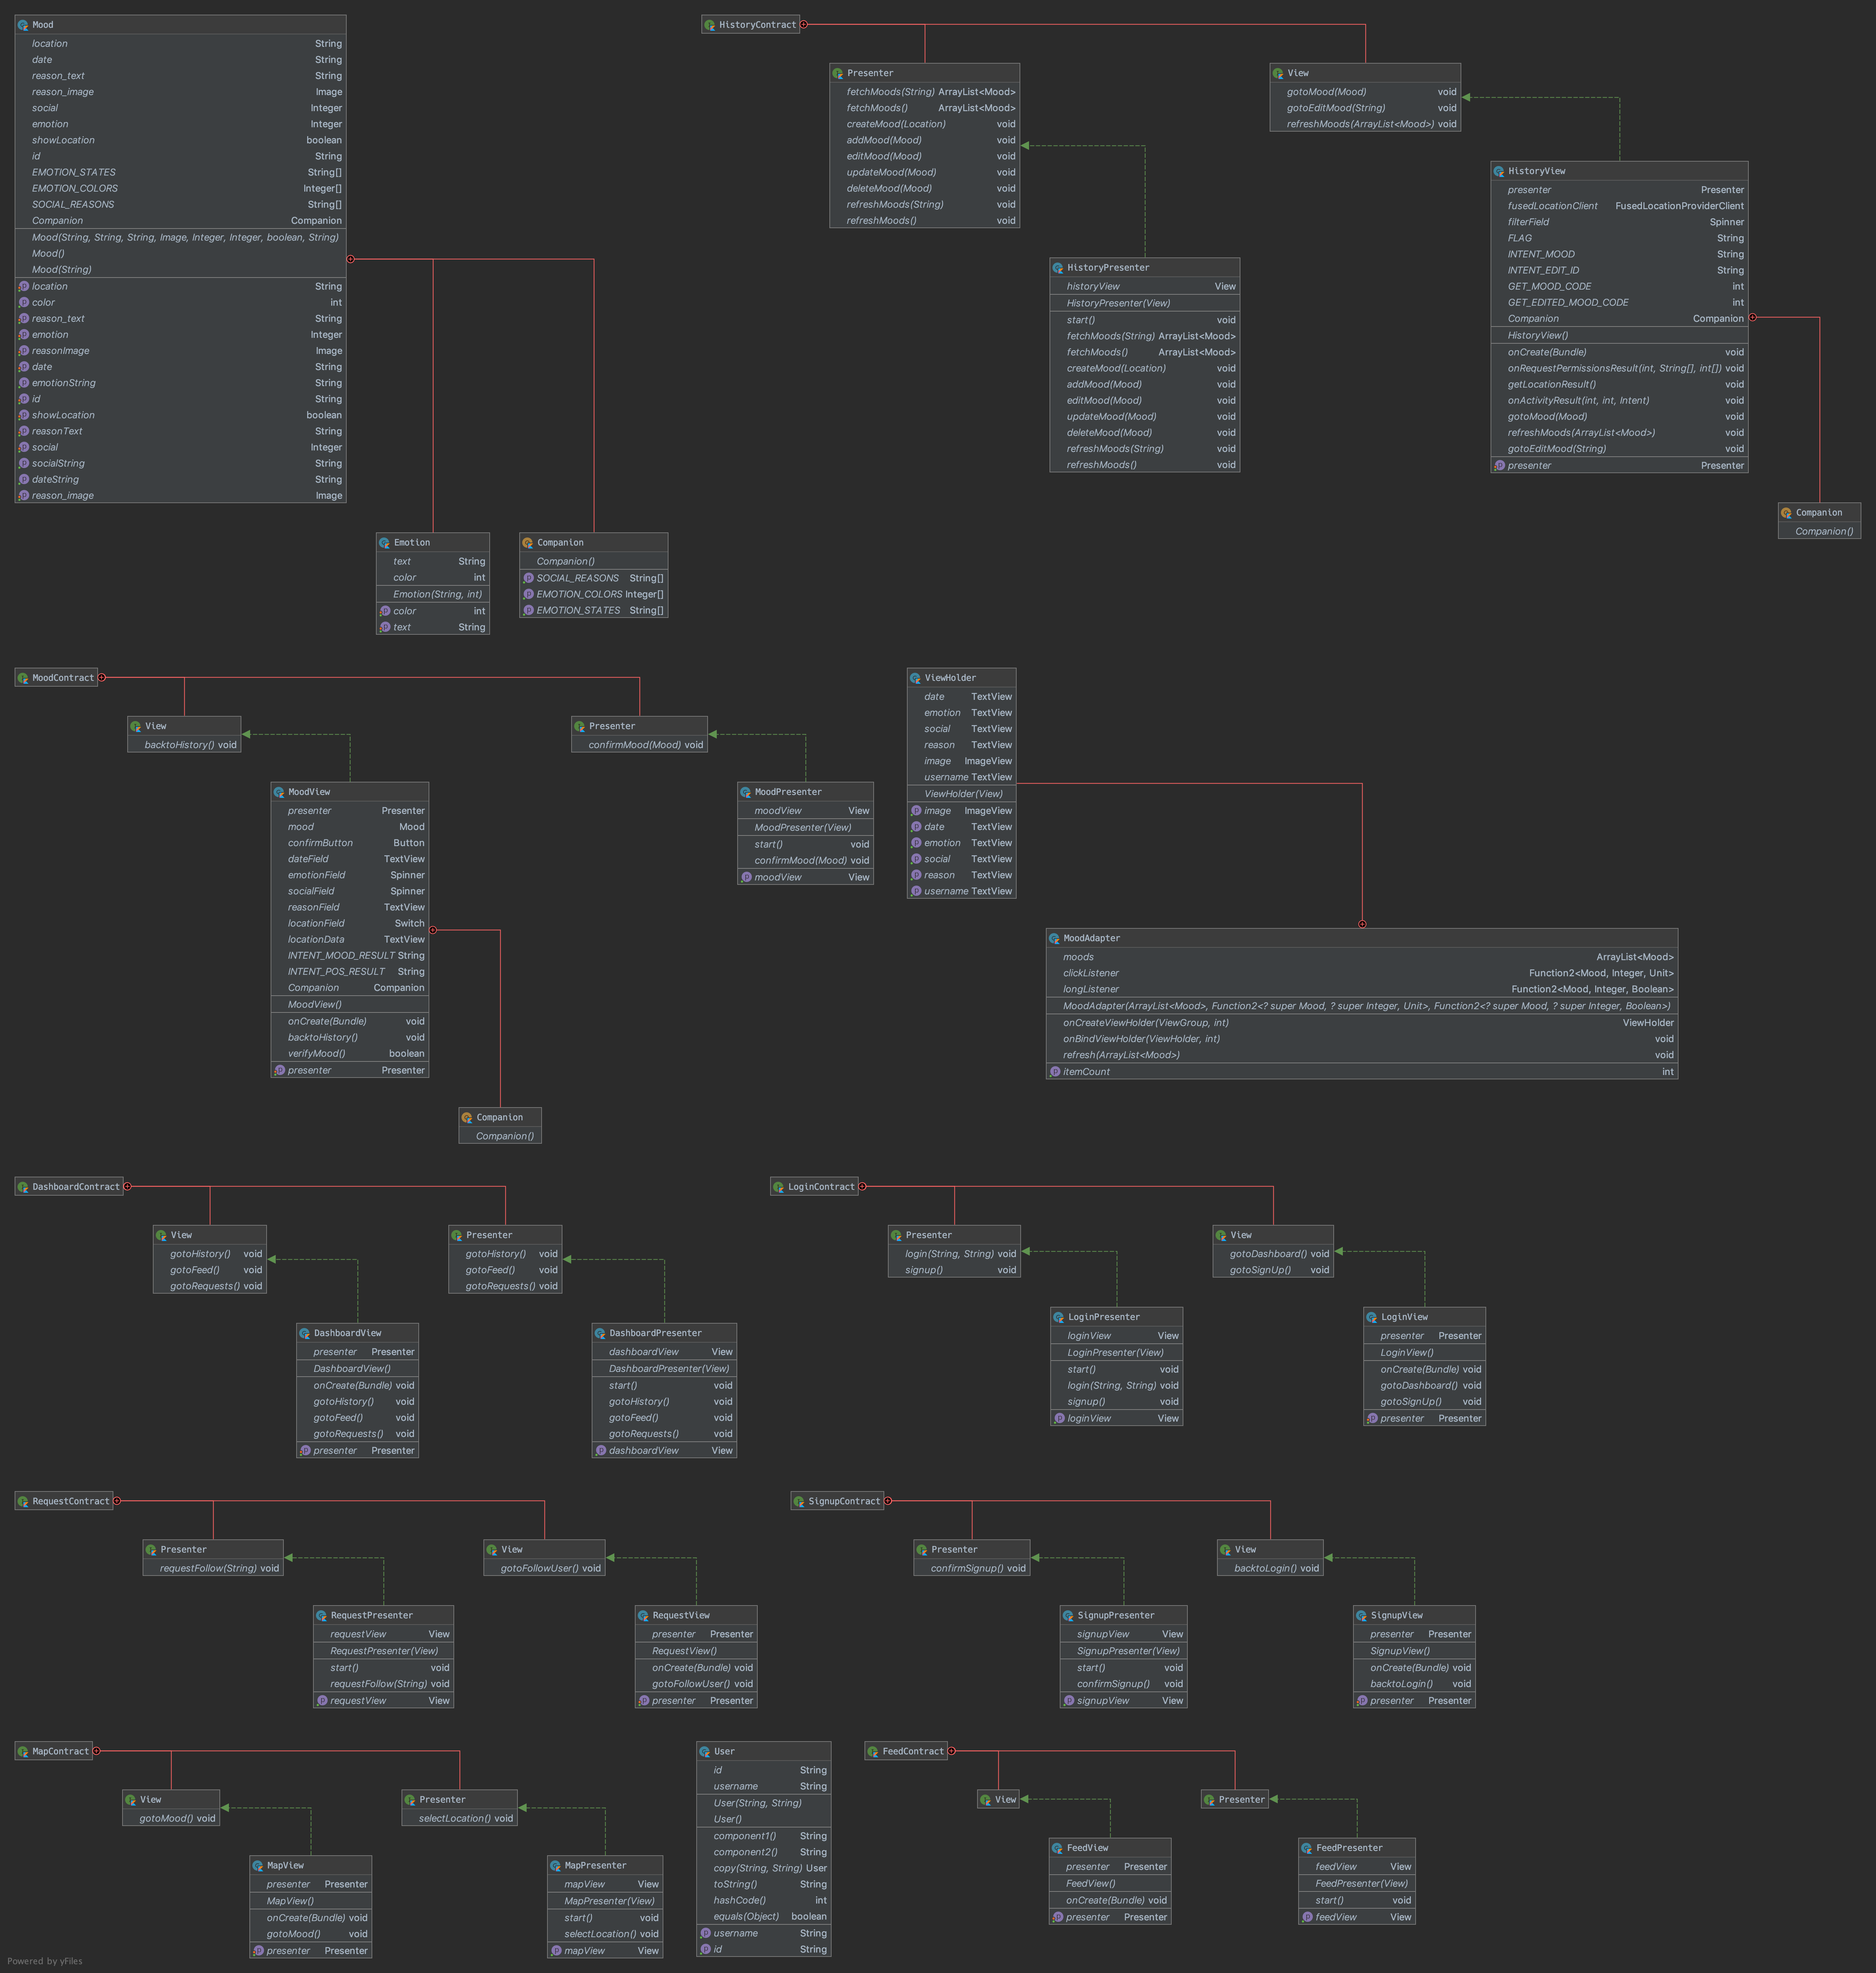 Mood
location String
date String
reason_text String
reason_image Image
social Integer
emotion Integer
showLocation boolean
id String
EMOTION_STATES String[]
EMOTION_COLORS Integer[]
SOCIAL_REASONS String[]
Companion Companion
Mood(String, String, String, Image, Integer, Integer, boolean, String)
Mood()
Mood(String)
location String
color int
reason_text String
emotion Integer
reasonImage Image
date String
emotionString String
id String
showLocation boolean
reasonText String
social Integer
socialString String
dateString String
reason_image Image
Emotion
text String
color int
Emotion(String, int)
color int
text String
Companion
Companion()
SOCIAL_REASONS String[]
EMOTION_COLORS Integer[]
EMOTION_STATES String[]
HistoryContract
Presenter
fetchMoods(String) ArrayList<Mood>
fetchMoods() ArrayList<Mood>
createMood(Location) void
addMood(Mood) void
editMood(Mood) void
updateMood(Mood) void
deleteMood(Mood) void
refreshMoods(String) void
refreshMoods() void
HistoryPresenter
historyView View
HistoryPresenter(View)
start() void
fetchMoods(String) ArrayList<Mood>
fetchMoods() ArrayList<Mood>
createMood(Location) void
addMood(Mood) void
editMood(Mood) void
updateMood(Mood) void
deleteMood(Mood) void
refreshMoods(String) void
refreshMoods() void
View
gotoMood(Mood) void
gotoEditMood(String) void
refreshMoods(ArrayList<Mood>) void
HistoryView
presenter Presenter
fusedLocationClient FusedLocationProviderClient
filterField Spinner
FLAG String
INTENT_MOOD String
INTENT_EDIT_ID String
GET_MOOD_CODE int
GET_EDITED_MOOD_CODE int
Companion Companion
HistoryView()
onCreate(Bundle) void
onRequestPermissionsResult(int, String[], int[]) void
getLocationResult() void
onActivityResult(int, int, Intent) void
gotoMood(Mood) void
refreshMoods(ArrayList<Mood>) void
gotoEditMood(String) void
presenter Presenter
Companion
Companion()
MoodContract
View
backtoHistory() void
MoodView
presenter Presenter
mood Mood
confirmButton Button
dateField TextView
emotionField Spinner
socialField Spinner
reasonField TextView
locationField Switch
locationData TextView
INTENT_MOOD_RESULT String
INTENT_POS_RESULT String
Companion Companion
MoodView()
onCreate(Bundle) void
backtoHistory() void
verifyMood() boolean
presenter Presenter
Companion
Companion()
Presenter
confirmMood(Mood) void
MoodPresenter
moodView View
MoodPresenter(View)
start() void
confirmMood(Mood) void
moodView View
ViewHolder
date TextView
emotion TextView
social TextView
reason TextView
image ImageView
username TextView
ViewHolder(View)
image ImageView
date TextView
emotion TextView
social TextView
reason TextView
username TextView
MoodAdapter
moods ArrayList<Mood>
clickListener Function2<Mood, Integer, Unit>
longListener Function2<Mood, Integer, Boolean>
MoodAdapter(ArrayList<Mood>, Function2<? super Mood, ? super Integer, Unit>, Function2<? super Mood, ? super Integer, Boolean>)
onCreateViewHolder(ViewGroup, int) ViewHolder
onBindViewHolder(ViewHolder, int) void
refresh(ArrayList<Mood>) void
itemCount int
DashboardContract
View
gotoHistory() void
gotoFeed() void
gotoRequests() void
DashboardView
presenter Presenter
DashboardView()
onCreate(Bundle) void
gotoHistory() void
gotoFeed() void
gotoRequests() void
presenter Presenter
Presenter
gotoHistory() void
gotoFeed() void
gotoRequests() void
DashboardPresenter
dashboardView View
DashboardPresenter(View)
start() void
gotoHistory() void
gotoFeed() void
gotoRequests() void
dashboardView View
LoginContract
Presenter
login(String, String) void
signup() void
LoginPresenter
loginView View
LoginPresenter(View)
start() void
login(String, String) void
signup() void
loginView View
View
gotoDashboard() void
gotoSignUp() void
LoginView
presenter Presenter
LoginView()
onCreate(Bundle) void
gotoDashboard() void
gotoSignUp() void
presenter Presenter
RequestContract
Presenter
requestFollow(String) void
RequestPresenter
requestView View
RequestPresenter(View)
start() void
requestFollow(String) void
requestView View
View
gotoFollowUser() void
RequestView
presenter Presenter
RequestView()
onCreate(Bundle) void
gotoFollowUser() void
presenter Presenter
SignupContract
Presenter
confirmSignup() void
SignupPresenter
signupView View
SignupPresenter(View)
start() void
confirmSignup() void
signupView View
View
backtoLogin() void
SignupView
presenter Presenter
SignupView()
onCreate(Bundle) void
backtoLogin() void
presenter Presenter
MapContract
View
gotoMood() void
MapView
presenter Presenter
MapView()
onCreate(Bundle) void
gotoMood() void
presenter Presenter
Presenter
selectLocation() void
MapPresenter
mapView View
MapPresenter(View)
start() void
selectLocation() void
mapView View
User
id String
username String
User(String, String)
User()
component1() String
component2() String
copy(String, String) User
toString() String
hashCode() int
equals(Object) boolean
username String
id String
FeedContract
View
FeedView
presenter Presenter
FeedView()
onCreate(Bundle) void
presenter Presenter
Presenter
FeedPresenter
feedView View
FeedPresenter(View)
start() void
feedView View
Powered by yFiles